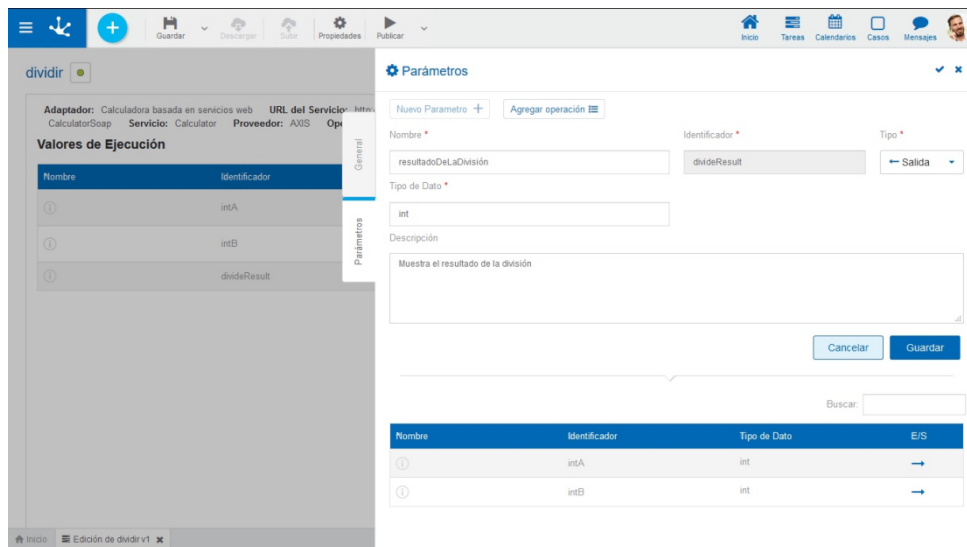 Guardar
Descargar
Subir
Propiedades
Publicar
Inicio
Tareas
Calendarios
Casos
Mensajes
dividir
Adaptador: Calculadora basada en servicios web URL del Servicio: http:
CalculatorSoap Servicio: Calculator Proveedor: AXIS Ope
Valores de Ejecución
Nombre Identificador
intA
intB
divideResult
General
Parámetros
Parámetros
Nuevo Parametro
Agregar operación
Nombre * Identificador * Tipo *
resultadoDeLaDivisión divideResult Salida
Tipo de Dato *
int
Descripción
Muestra el resultado de la división
Cancelar Guardar
Buscar:
Nombre Identificador Tipo de Dato E/S
intA int
intB int
Inicio Edición de dividir v1